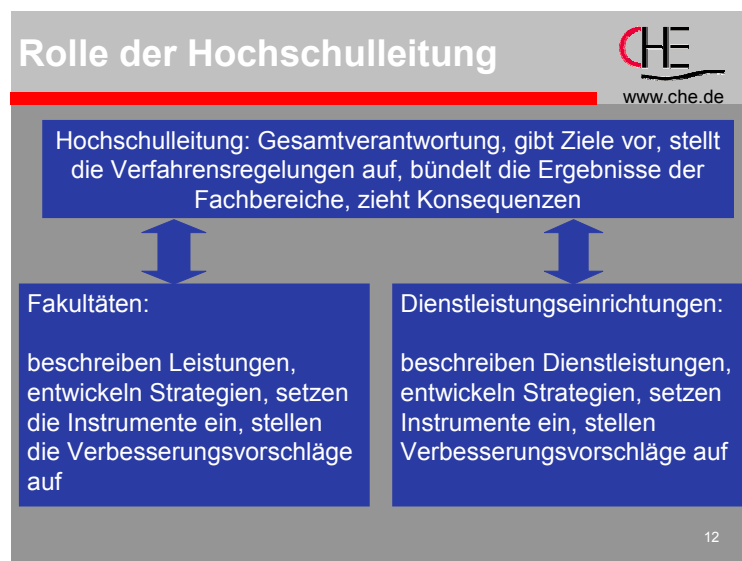 Rolle der Hochschulleitung
CHE
www.che.de
Hochschulleitung: Gesamtverantwortung, gibt Ziele vor, stellt
die Verfahrensregelungen auf, bündelt die Ergebnisse der
Fachbereiche, zieht Konsequenzen
Fakultäten:
beschreiben Leistungen,
entwickeln Strategien, setzen
die Instrumente ein, stellen
die Verbesserungsvorschläge
auf
Dienstleistungseinrichtungen:
beschreiben Dienstleistungen,
entwickeln Strategien, setzen
Instrumente ein, stellen
Verbesserungsvorschläge auf
12